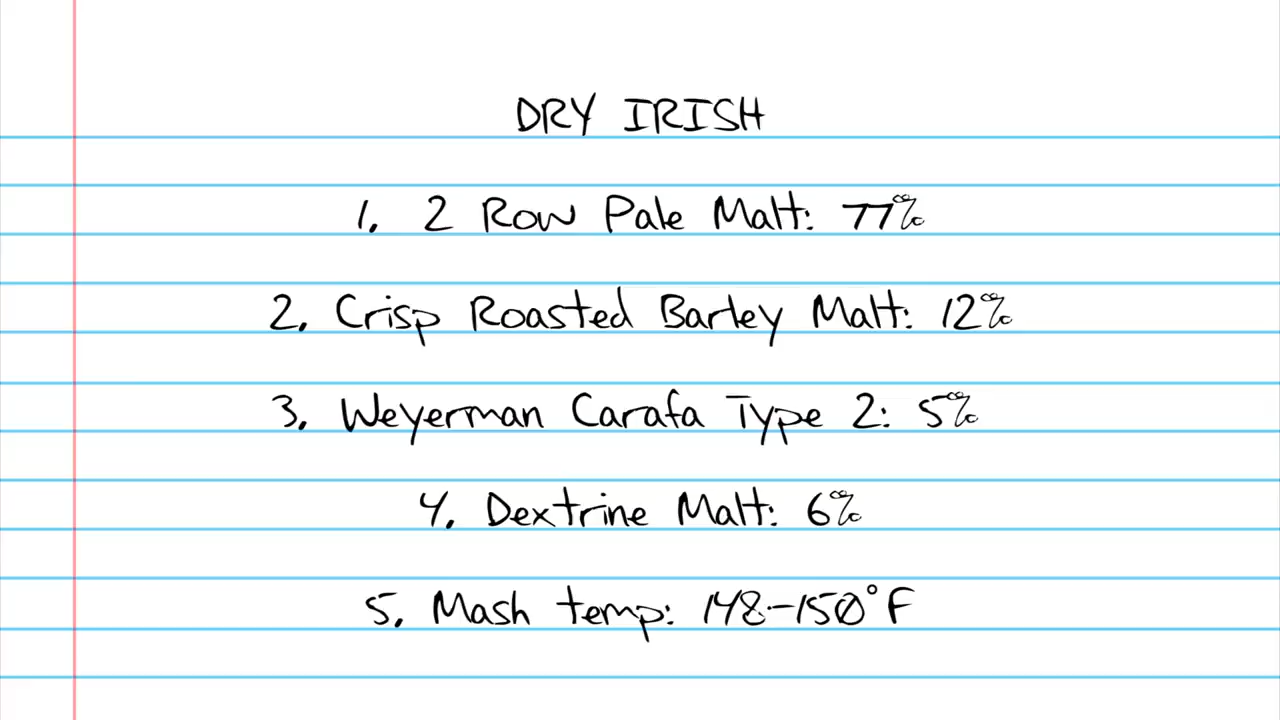 DRY IRISH
1. 2 Row Pale Malt: 77%
2. Crisp Roasted Barley Malt: 12%
3. Weyerman Carafa Type 2: 5%
4. Dextrine Malt: 6%
5. Mash temp: 148-150°F